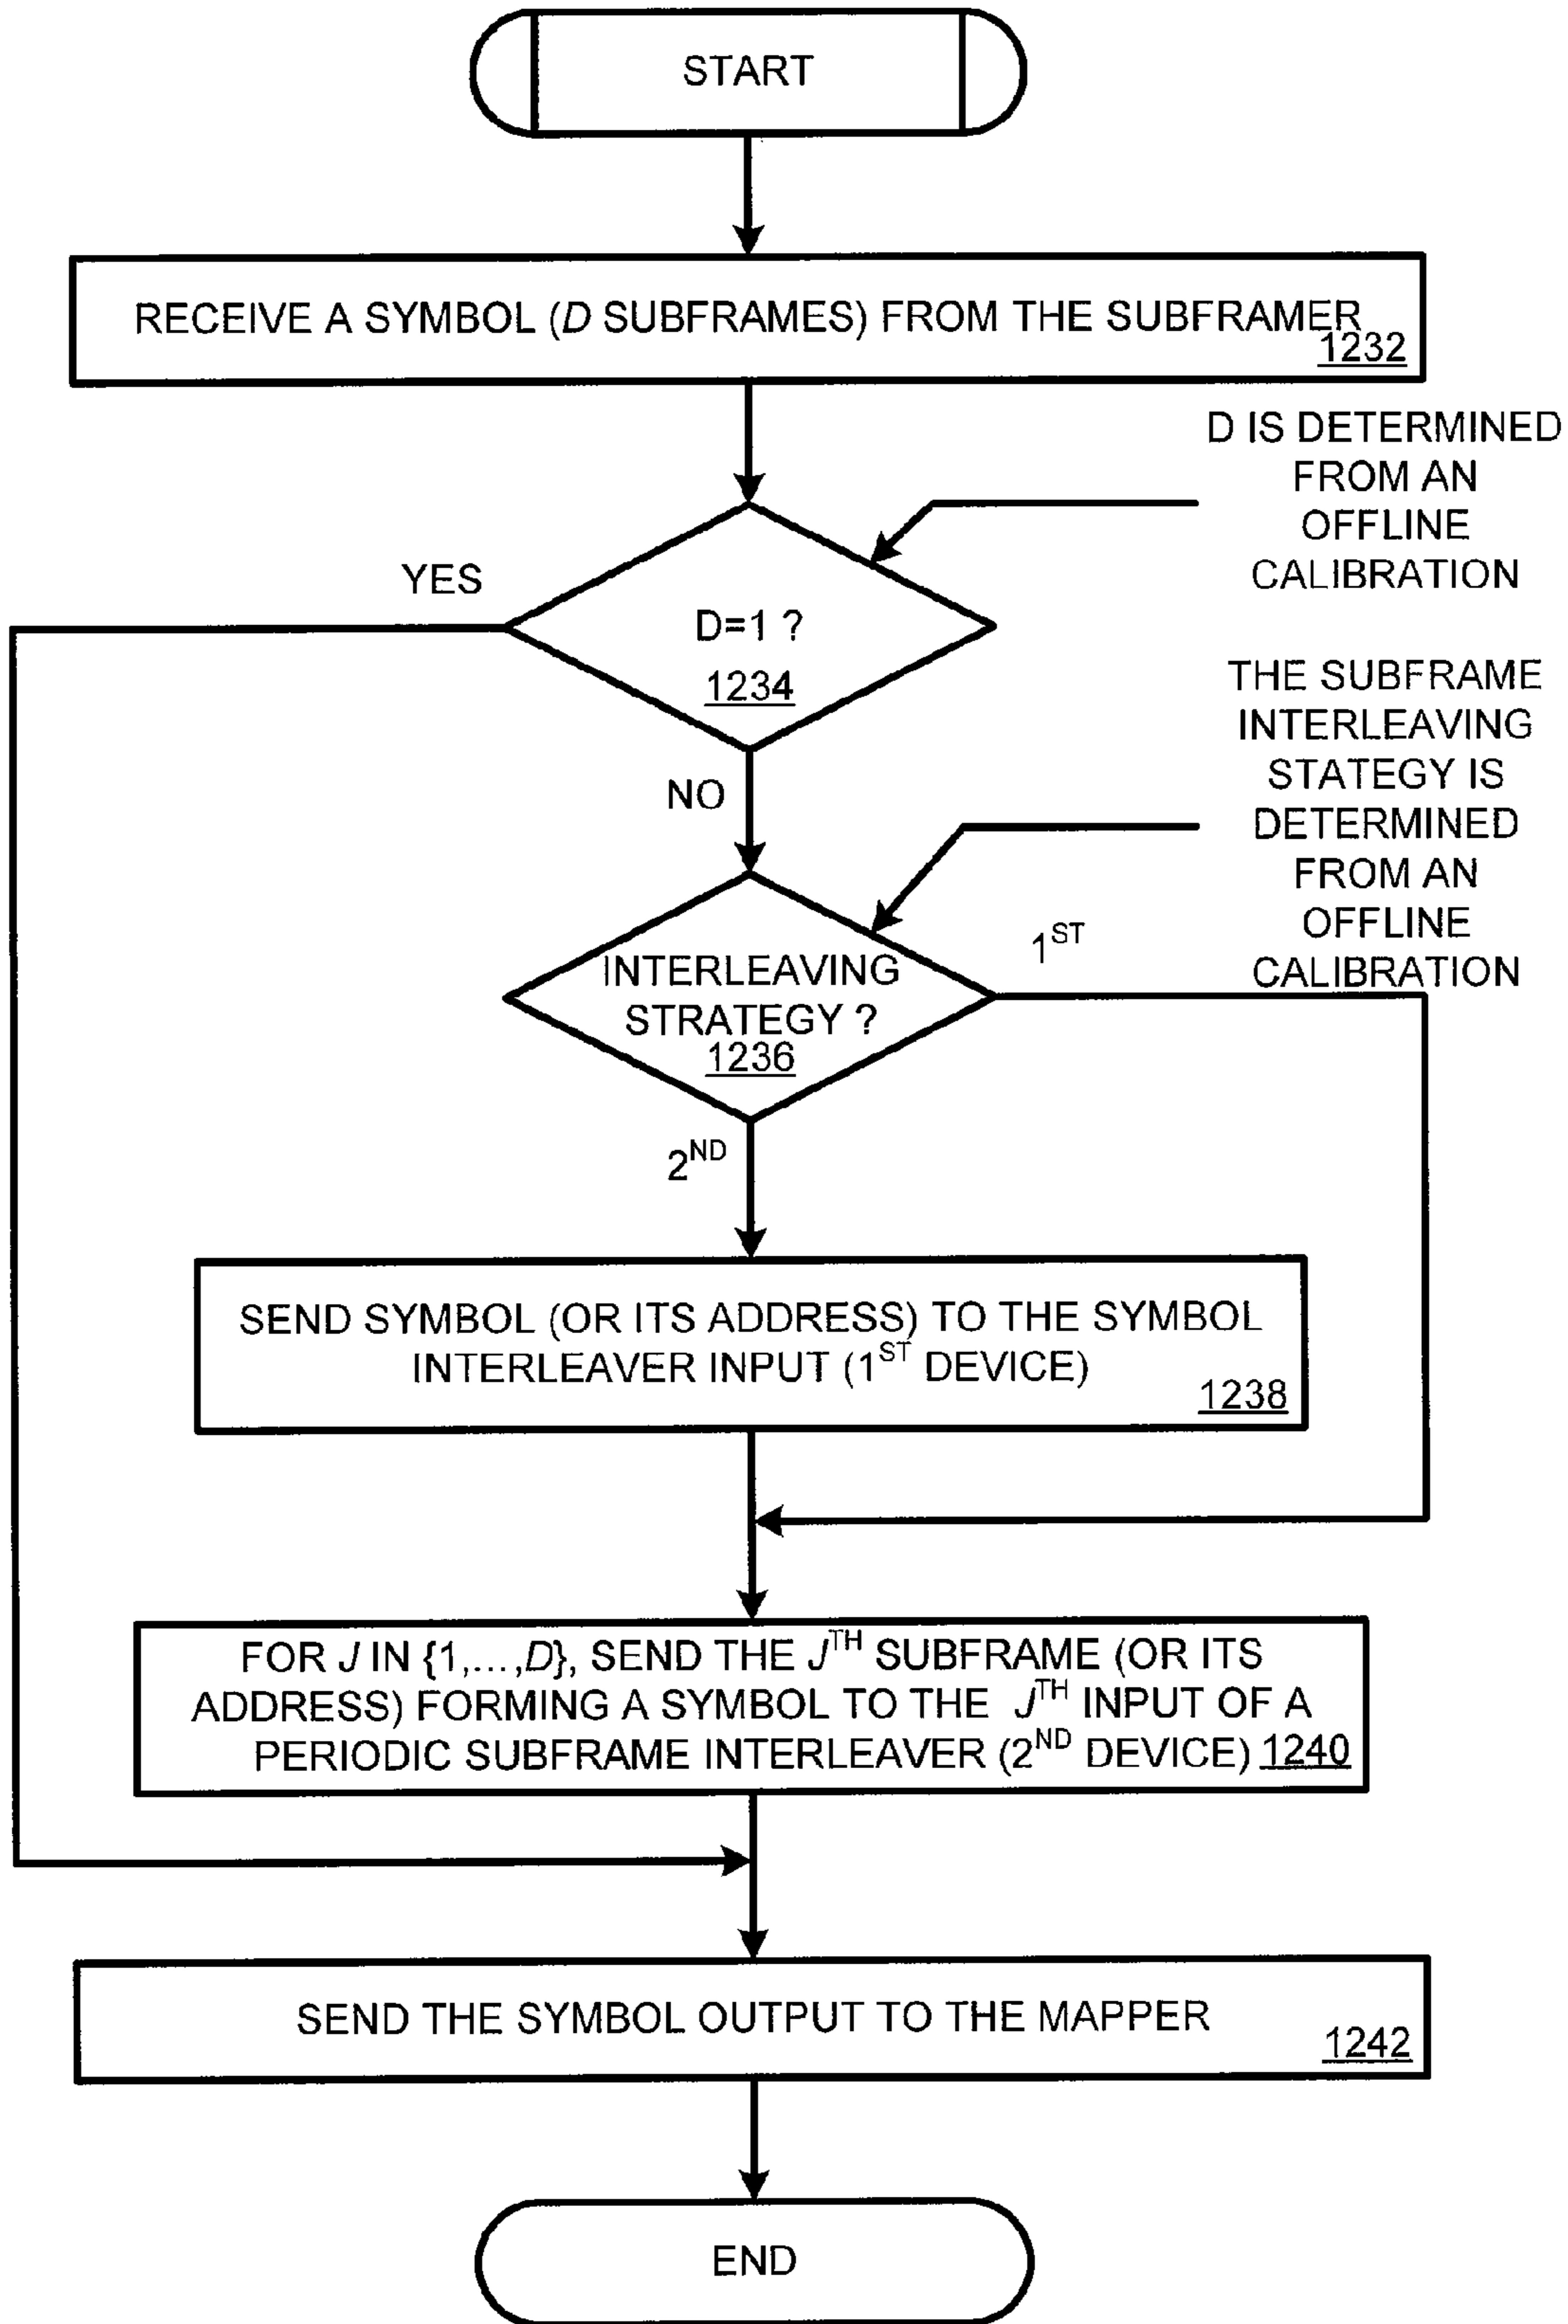 START
RECEIVE A SYMBOL (D SUBFRAMES) FROM THE SUBFRAMER
1232
D IS DETERMINED
FROM AN
OFFLINE
CALIBRATION
YES
D=1 ?
1234
THE SUBFRAME
INTERLEAVING
STATEGY IS
DETERMINED
FROM AN
OFFLINE
CALIBRATION
NO
1ST
INTERLEAVING
STRATEGY ?
1236
2ND
SEND SYMBOL (OR ITS ADDRESS) TO THE SYMBOL
INTERLEAVER INPUT (1ST DEVICE)
1238
FOR J IN {1,...,D}, SEND THE JTH SUBFRAME (OR ITS
ADDRESS) FORMING A SYMBOL TO THE JTH INPUT OF A
PERIODIC SUBFRAME INTERLEAVER (2ND DEVICE) 1240
SEND THE SYMBOL OUTPUT TO THE MAPPER
1242
END